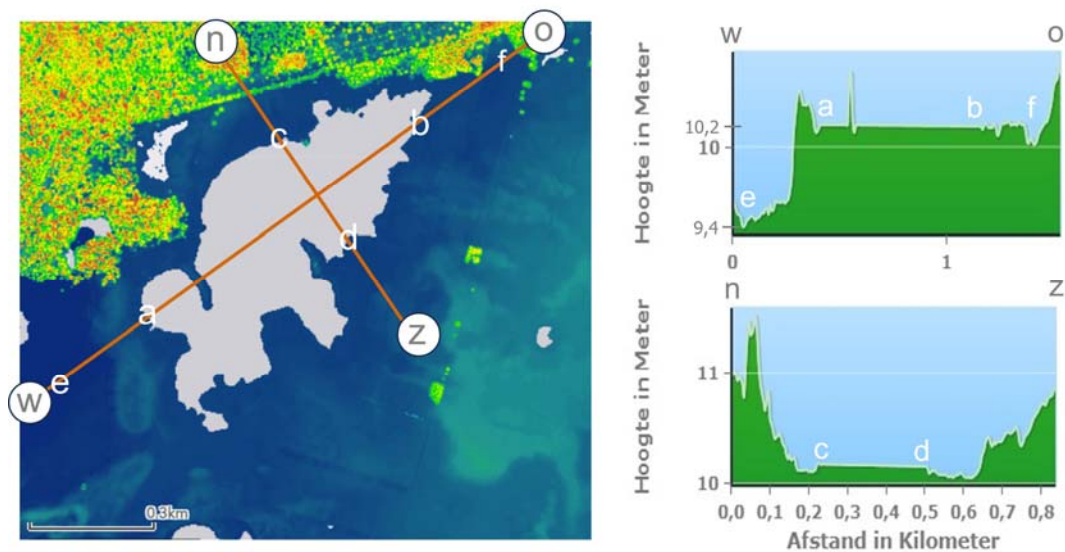 n
o
f
c
b
d
a
z
e
w
0.3km
w
o
Hoogte in Meter
10,2
10
9,4
a
b
f
e
0
1
n
z
Hoogte in Meter
11
10
c
d
0,0 0,1 0,2 0,3 0,4 0,5 0,6 0,7 0,8
Afstand in Kilometer